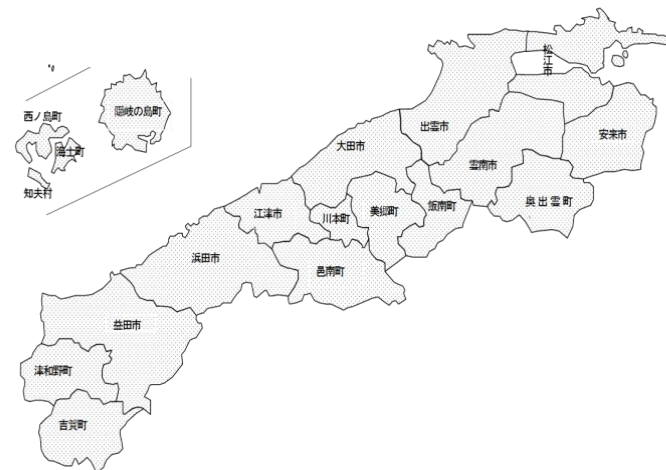 松江市
隠岐の島町
西ノ島町
海士町
知夫村
出雲市
安来市
大田市
雲南市
奥出雲町
江津市
川本町
美郷町
飯南町
浜田市
邑南町
益田市
津和野町
吉賀町